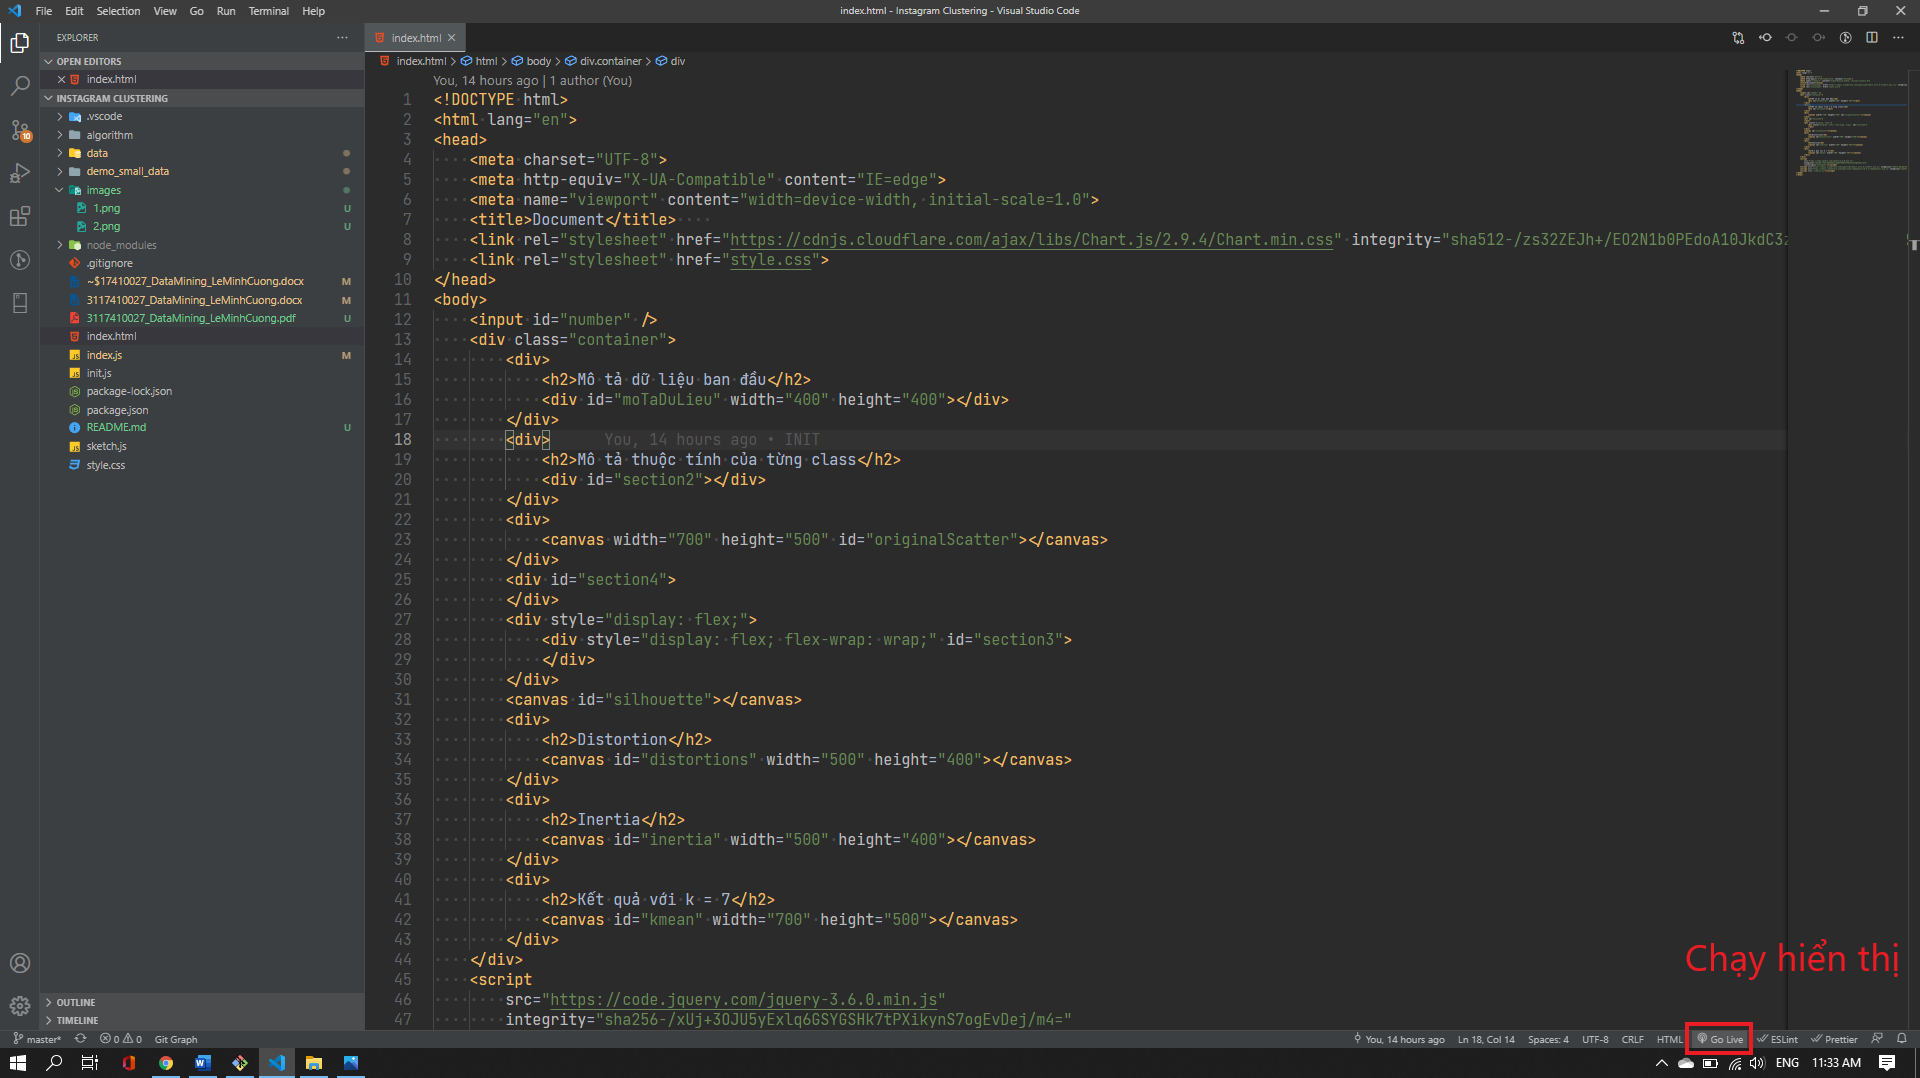 File Edit Selection View Go Run Terminal Help
index.html - Instagram Clustering - Visual Studio Code
EXPLORER
OPEN EDITORS
index.html
INSTAGRAM CLUSTERING
.vscode
algorithm
data
demo_small_data
images
1.png U
2.png U
node_modules
.gitignore
~$17410027_DataMining_LeMinhCuong.docx M
3117410027_DataMining_LeMinhCuong.docx M
3117410027_DataMining_LeMinhCuong.pdf U
index.html
index.js M
init.js
package-lock.json
package.json
README.md U
sketch.js
style.css
OUTLINE
TIMELINE
10
index.html
index.html > html > body > div.container > div
You, 14 hours ago | 1 author (You)
1 <!DOCTYPE html>
2 <html lang="en">
3 <head>
4 <meta charset="UTF-8">
5 <meta http-equiv="X-UA-Compatible" content="IE=edge">
6 <meta name="viewport" content="width=device-width, initial-scale=1.0">
7 <title>Document</title>
8 <link rel="stylesheet" href="https://cdnjs.cloudflare.com/ajax/libs/Chart.js/2.9.4/Chart.min.css" integrity="sha512-/zs32ZEJh+/EO2N1b0PEdoA10JkdC3z
9 <link rel="stylesheet" href="style.css">
10 </head>
11 <body>
12 <input id="number" />
13 <div class="container">
14 <div>
15 <h2>Mô tả dữ liệu ban đầu</h2>
16 <div id="moTaDuLieu" width="400" height="400"></div>
17 </div>
18 <div> You, 14 hours ago • INIT
19 <h2>Mô tả thuộc tính của từng class</h2>
20 <div id="section2"></div>
21 </div>
22 <div>
23 <canvas width="700" height="500" id="originalScatter"></canvas>
24 </div>
25 <div id="section4">
26 </div>
27 <div style="display: flex;">
28 <div style="display: flex; flex-wrap: wrap;" id="section3">
29 </div>
30 </div>
31 <canvas id="silhouette"></canvas>
32 <div>
33 <h2>Distortion</h2>
34 <canvas id="distortions" width="500" height="400"></canvas>
35 </div>
36 <div>
37 <h2>Inertia</h2>
38 <canvas id="inertia" width="500" height="400"></canvas>
39 </div>
40 <div>
41 <h2>Kết quả với k = 7</h2>
42 <canvas id="kmean" width="700" height="500"></canvas>
43 </div>
44 </div>
45 <script
46 src="https://code.jquery.com/jquery-3.6.0.min.js"
47 integrity="sha256-/xUj+3OJU5yExlq6GSYGSHk7tPXikynS7ogEvDej/m4="
Chạy hiển thị
master* 0 0 Git Graph
You, 14 hours ago Ln 18, Col 14 Spaces: 4 UTF-8 CRLF HTML Go Live ESLint Prettier
ENG 11:33 AM